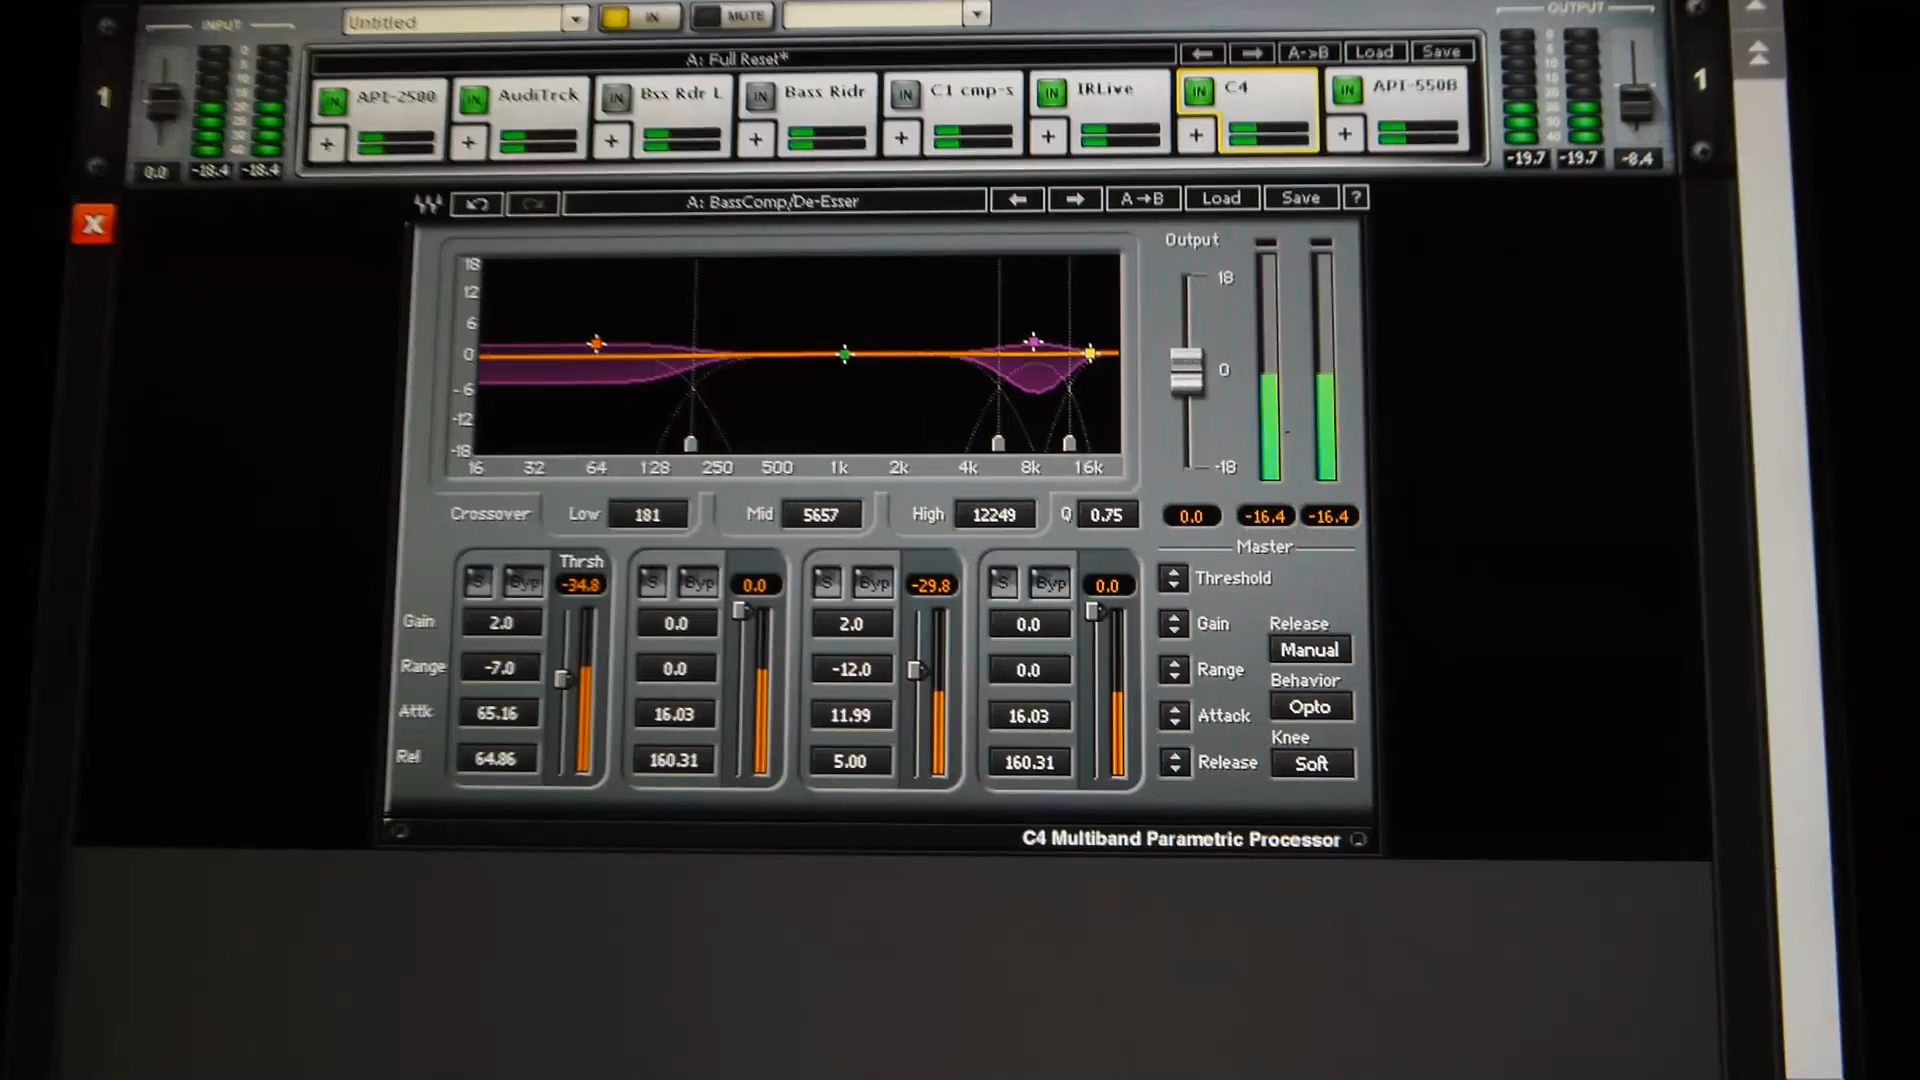 INPUT
Untitled
IN
MUTE
OUTPUT
A: Full Reset*
A->B
Load
Save
1
0
5
10
20
25
30
40
0.0
-18.4
-18.4
IN
API-2500
IN
AudiTrck
IN
Bss Rdr L
IN
Bass Ridr
IN
C1 cmp-s
IN
IRLive
IN
C4
IN
API-550B
+
+
+
+
+
+
+
+
-19.7
-19.7
-8.4
1
X
A: BassComp/De-Esser
A→B
Load
Save
?
18
12
6
0
-6
-12
-18
16
32
64
128
250
500
1k
2k
4k
8k
16k
Output
18
0
-18
Crossover
Low
181
Mid
5657
High
12249
Q
0.75
0.0
-16.4
-16.4
Master
Thrsh
S
Byp
-34.8
S
Byp
0.0
S
Byp
-29.8
S
Byp
0.0
Threshold
Gain
2.0
0.0
2.0
0.0
Gain
Release
Manual
Range
-7.0
0.0
-12.0
0.0
Range
Behavior
Opto
Attk
65.16
16.03
11.99
16.03
Attack
Knee
Soft
Rel
64.86
160.31
5.00
160.31
Release
C4 Multiband Parametric Processor